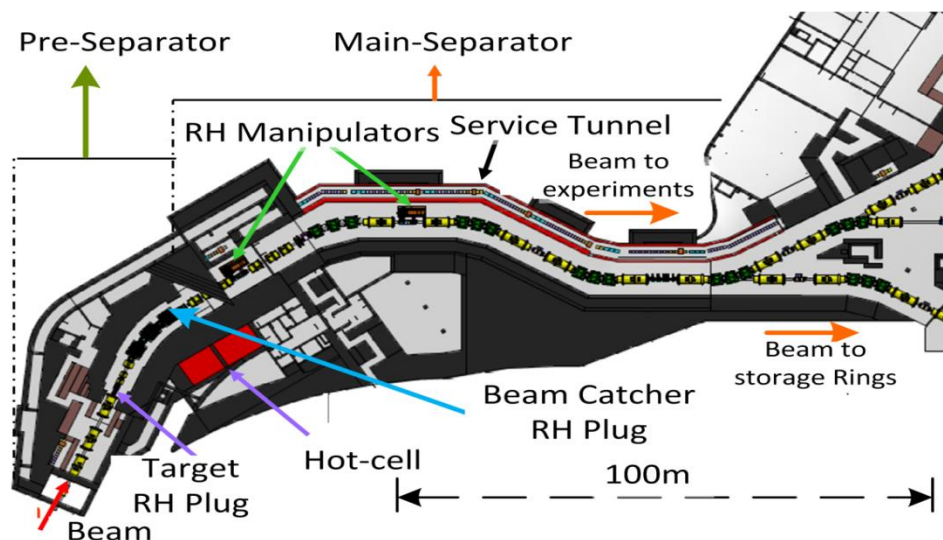 Pre-Separator
Main-Separator
RH Manipulators
Service Tunnel
Beam to
experiments
Beam to
storage Rings
Beam Catcher
RH Plug
Hot-cell
Target
RH Plug
100m
Beam